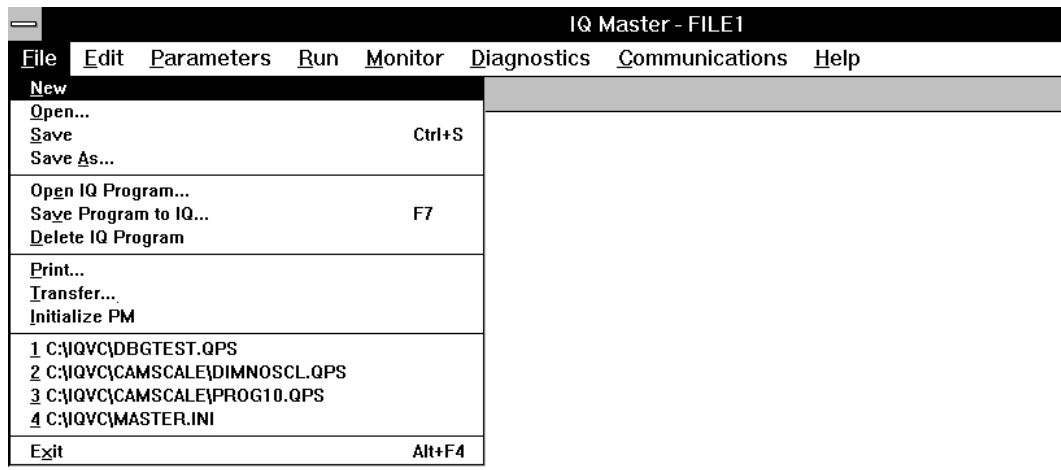 IQ Master - FILE1
File Edit Parameters Run Monitor Diagnostics Communications Help
New
Open...
Save Ctrl+S
Save As...
Open IQ Program...
Save Program to IQ... F7
Delete IQ Program
Print...
Transfer...
Initialize PM
1 C:\IQVC\DBGTEST.QPS
2 C:\IQVC\CAMSCALE\DIMNOSCL.QPS
3 C:\IQVC\CAMSCALE\PROG10.QPS
4 C:\IQVC\MASTER.INI
Exit Alt+F4